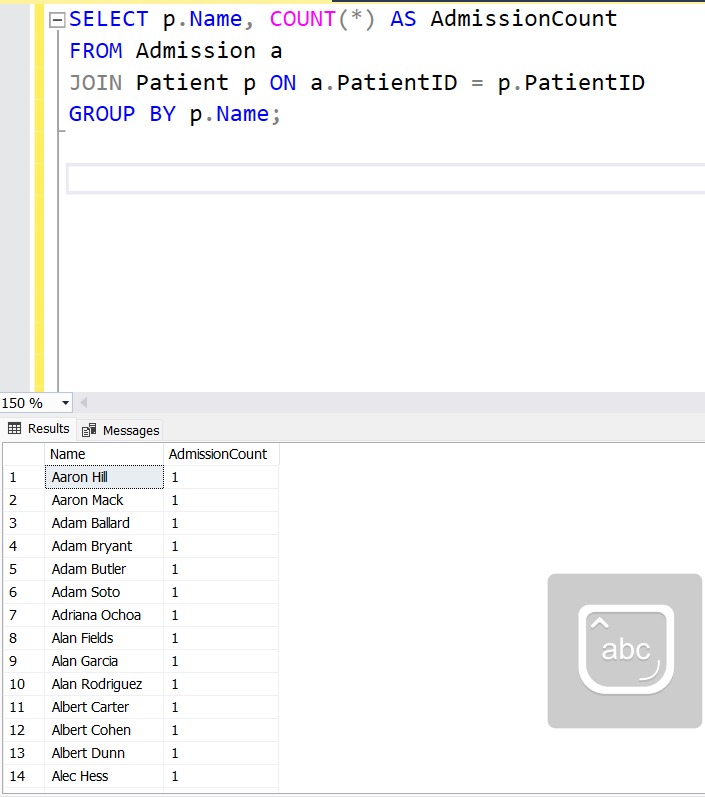 SELECT p.Name, COUNT(*) AS AdmissionCount
FROM Admission a
JOIN Patient p ON a.PatientID = p.PatientID
GROUP BY p.Name;
150 %
Results Messages
Name AdmissionCount
1 Aaron Hill 1
2 Aaron Mack 1
3 Adam Ballard 1
4 Adam Bryant 1
5 Adam Butler 1
6 Adam Soto 1
7 Adriana Ochoa 1
8 Alan Fields 1
9 Alan Garcia 1
10 Alan Rodriguez 1
11 Albert Carter 1
12 Albert Cohen 1
13 Albert Dunn 1
14 Alec Hess 1
abc